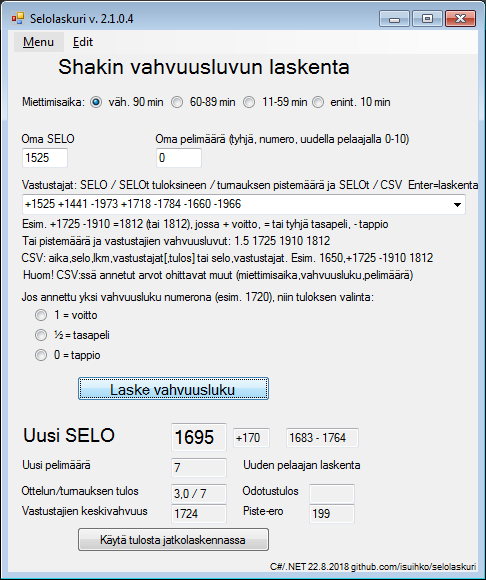 Selolaskuri v. 2.1.0.4
Menu Edit
Shakin vahvuusluvun laskenta
Miettimisaika: väh. 90 min 60-89 min 11-59 min enint. 10 min
Oma SELO Oma pelimäärä (tyhjä, numero, uudella pelaajalla 0-10)
1525 0
Vastustajat: SELO / SELOt tuloksineen / turnauksen pistemäärä ja SELOt / CSV Enter=laskenta
+1525 +1441 -1973 +1718 -1784 -1660 -1966
Esim. +1725 -1910 =1812 (tai 1812), jossa + voitto, = tai tyhjä tasapeli, - tappio
Tai pistemäärä ja vastustajien vahvuusluvut: 1.5 1725 1910 1812
CSV: aika,selo,lkm,vastustajat[,tulos] tai selo,vastustajat. Esim. 1650,+1725 -1910 1812
Huom! CSV:ssä annetut arvot ohittavat muut (miettimisaika,vahvuusluku,pelimäärä)
Jos annettu yksi vahvuusluku numerona (esim. 1720), niin tuloksen valinta:
1 = voitto
½ = tasapeli
0 = tappio
Laske vahvuusluku
Uusi SELO 1695 +170 1683 - 1764
Uusi pelimäärä 7 Uuden pelaajan laskenta
Ottelun/turnauksen tulos 3,0 / 7 Odotustulos
Vastustajien keskivahvuus 1724 Piste-ero 199
Käytä tulosta jatkolaskennassa
C#/.NET 22.8.2018 github.com/isuihko/selolaskuri